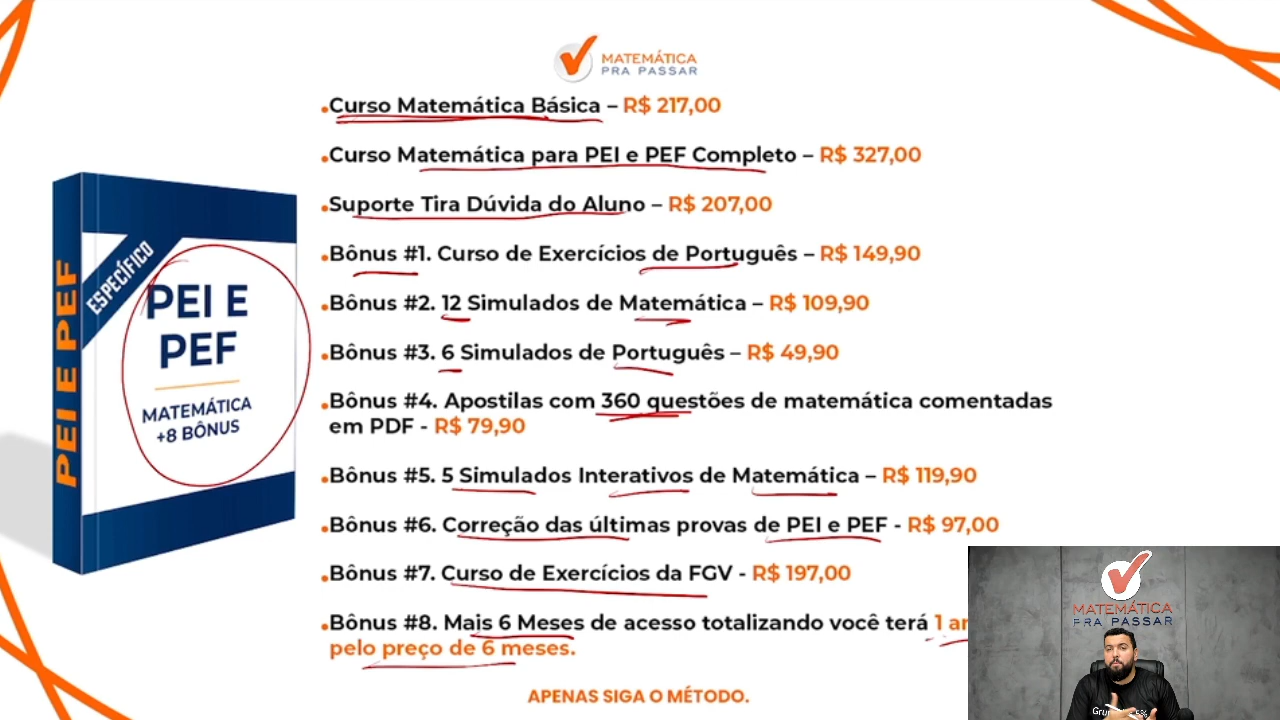 MATEMÁTICA
PRA PASSAR
•Curso Matemática Básica – R$ 217,00
•Curso Matemática para PEI e PEF Completo – R$ 327,00
•Suporte Tira Dúvida do Aluno – R$ 207,00
•Bônus #1. Curso de Exercícios de Português – R$ 149,90
•Bônus #2. 12 Simulados de Matemática – R$ 109,90
•Bônus #3. 6 Simulados de Português – R$ 49,90
•Bônus #4. Apostilas com 360 questões de matemática comentadas
em PDF - R$ 79,90
•Bônus #5. 5 Simulados Interativos de Matemática – R$ 119,90
•Bônus #6. Correção das últimas provas de PEI e PEF - R$ 97,00
•Bônus #7. Curso de Exercícios da FGV - R$ 197,00
•Bônus #8. Mais 6 Meses de acesso totalizando você terá 1
pelo preço de 6 meses.
APENAS SIGA O MÉTODO.
PEI E PEF
ESPECÍFICO
PEI E
PEF
MATEMÁTICA
+8 BÔNUS
MATEMÁTICA
PRA PASSAR